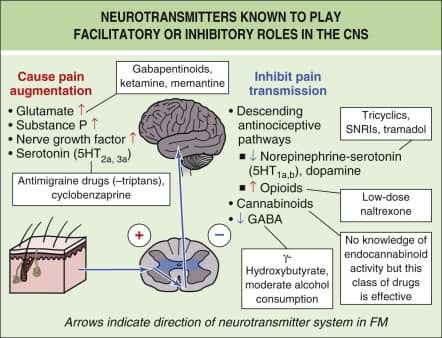 NEUROTRANSMITTERS KNOWN TO PLAY
FACILITATORY OR INHIBITORY ROLES IN THE CNS
Cause pain
augmentation
Gabapentinoids,
ketamine, memantine
• Glutamate ↑
• Substance P ↑
• Nerve growth factor ↑
• Serotonin (5HT2a, 3a)
Antimigraine drugs (–triptans),
cyclobenzaprine
+
–
Inhibit pain
transmission
• Descending
antinociceptive
pathways
■ ↓ Norepinephrine-serotonin
(5HT1a,b), dopamine
■ ↑ Opioids
• Cannabinoids
• ↓ GABA
Tricyclics,
SNRIs, tramadol
Low-dose
naltrexone
γ-
Hydroxybutyrate,
moderate alcohol
consumption
No knowledge of
endocannabinoid
activity but this
class of drugs
is effective
Arrows indicate direction of neurotransmitter system in FM